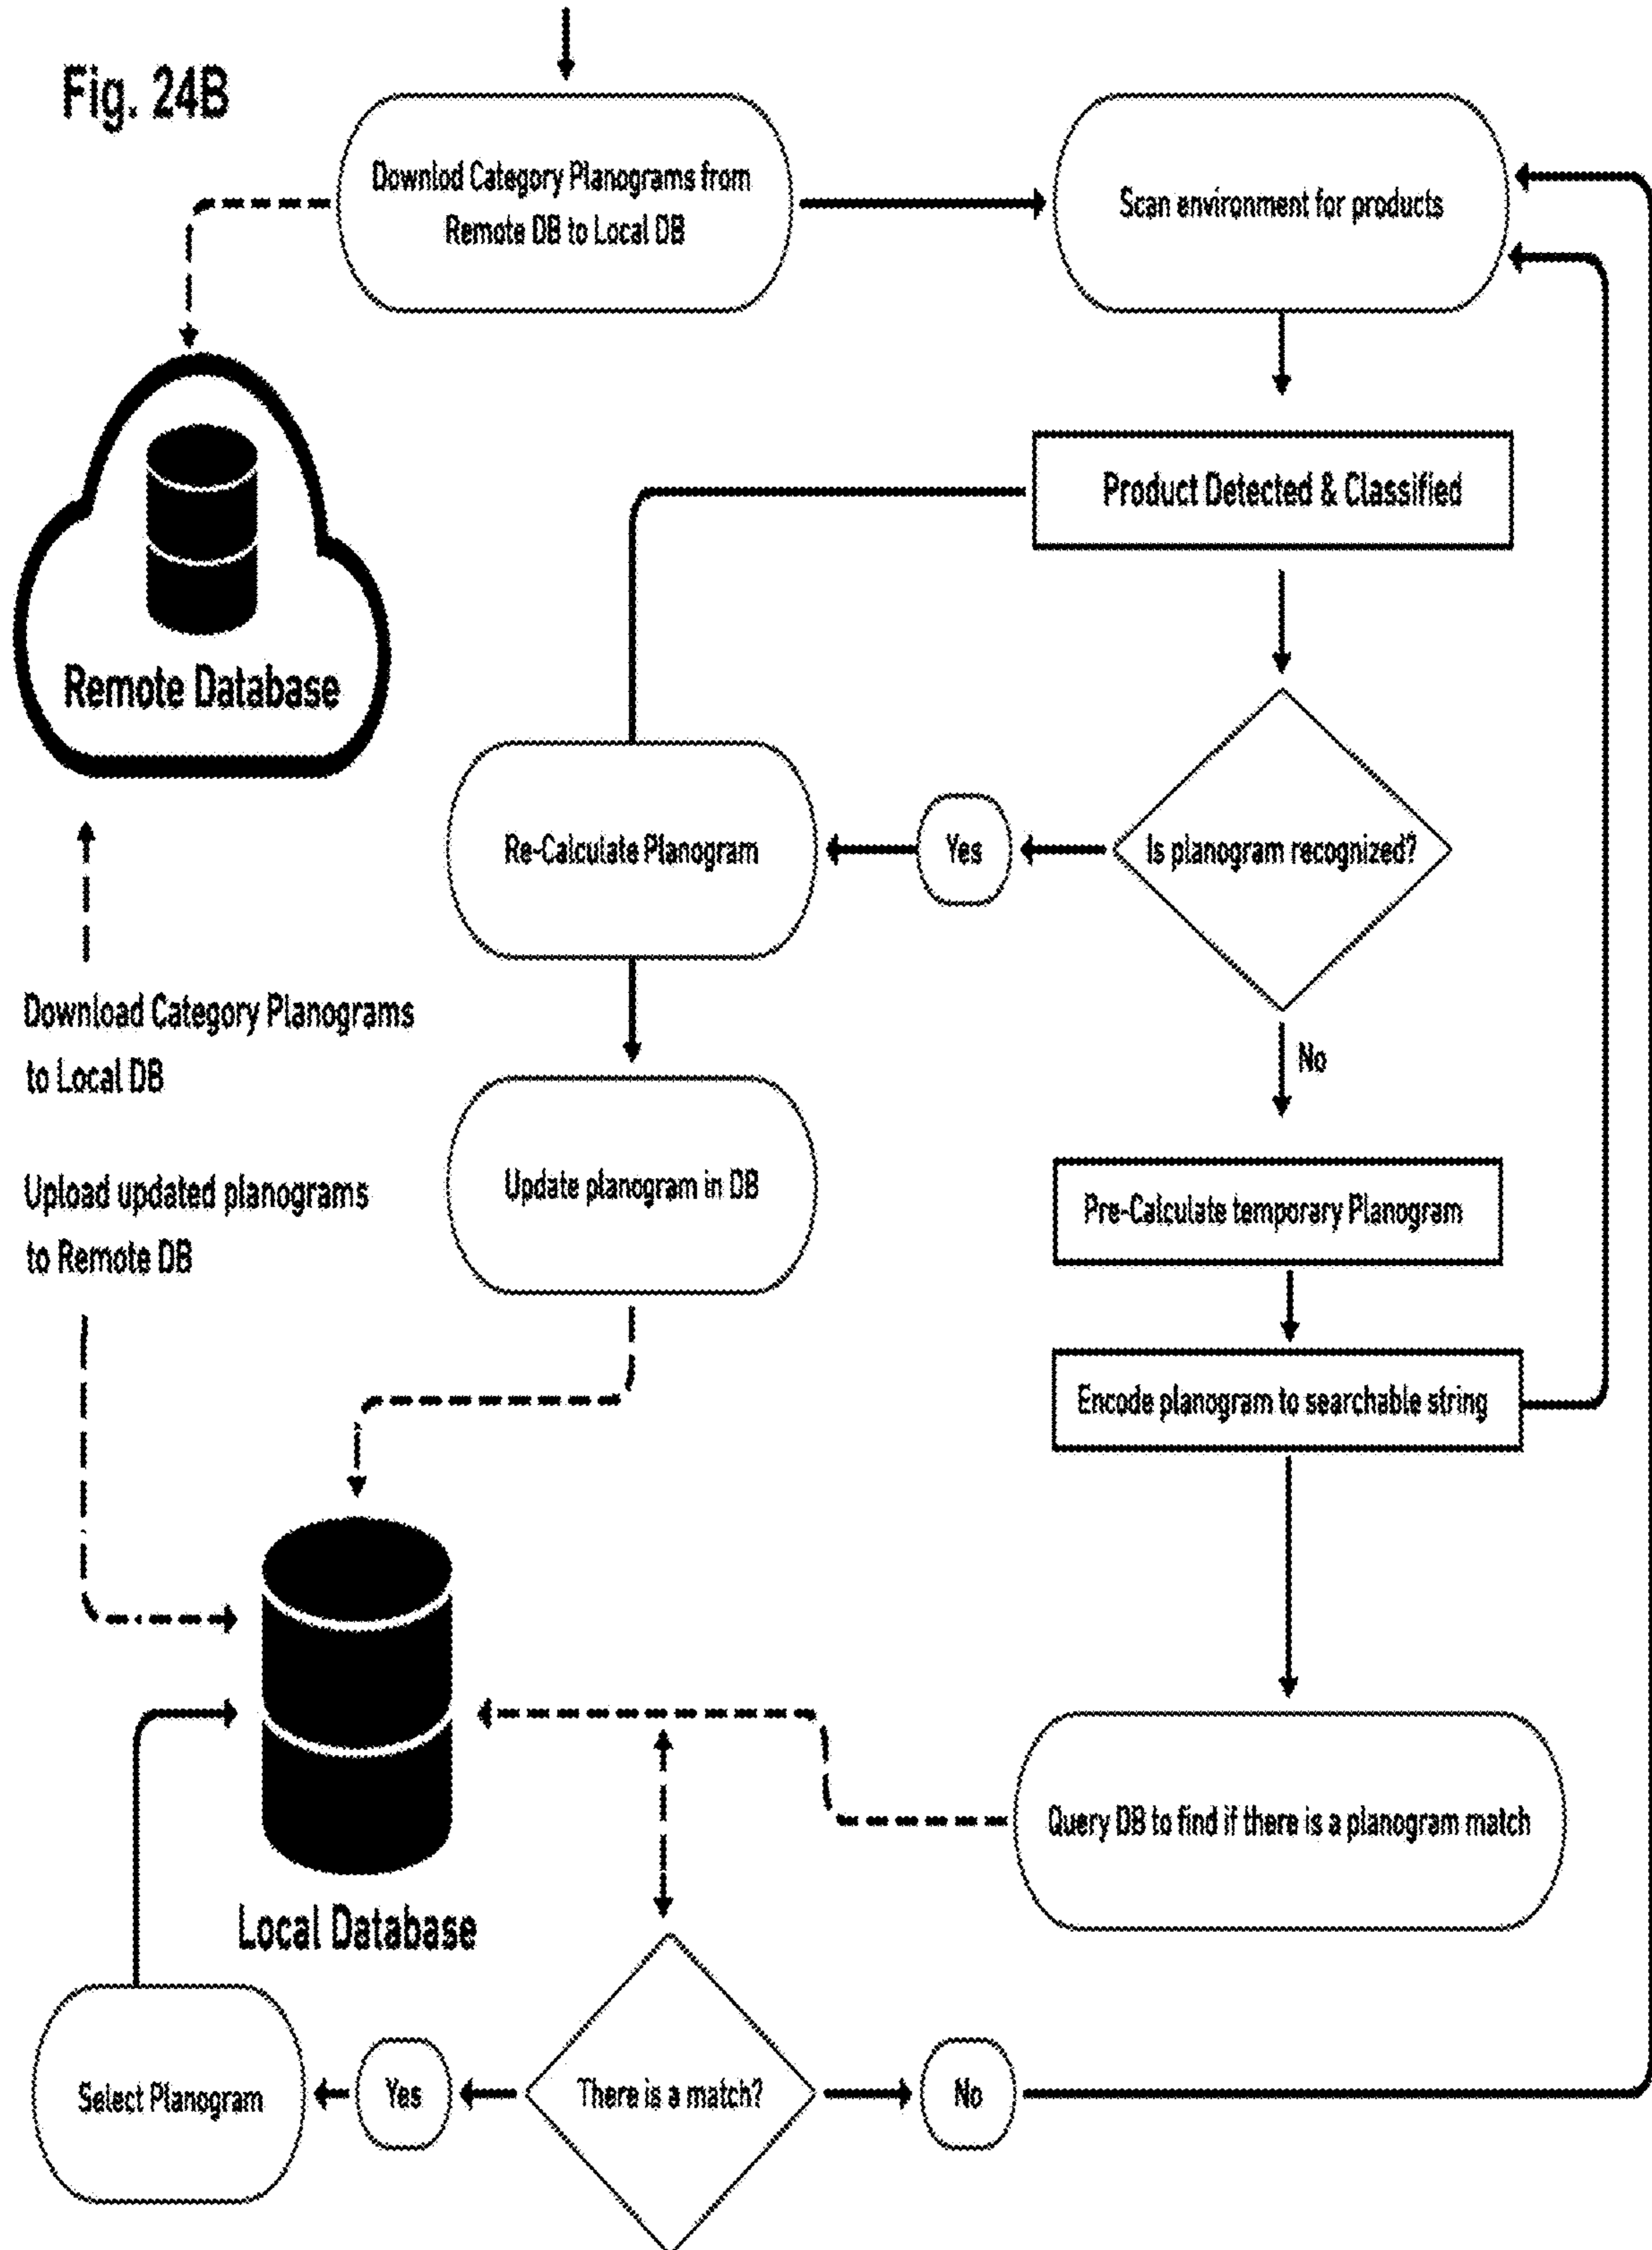 Fig. 24B
Downlod Category Planograms from
Remote DB to Local DB
Scan environment for products
Product Detected & Classified
Remote Database
Re-Calculate Planogram
Yes
Is planogram recognized?
Download Category Planograms
to Local DB
No
Upload updated planograms
to Remote DB
Update planogram in DB
Pre-Calculate temporary Planogram
Encode planogram to searchable string
Query DB to find if there is a planogram match
Local Database
Select Planogram
Yes
There is a match?
No